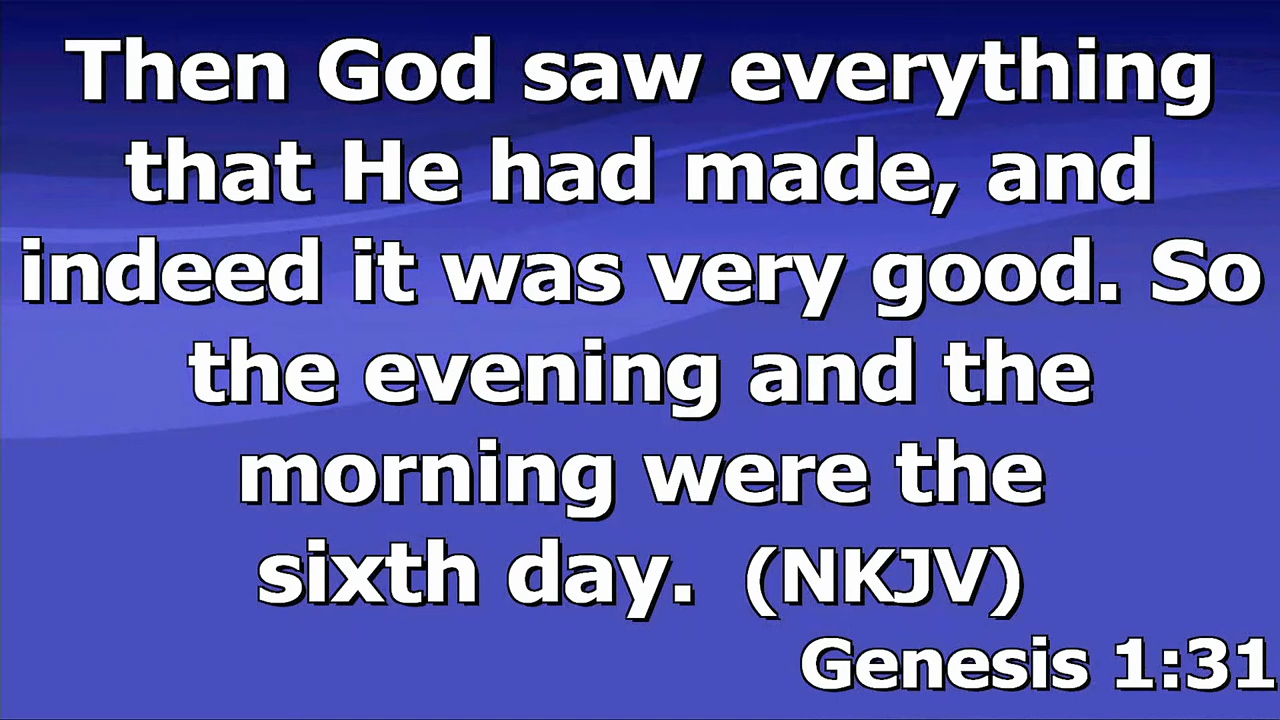 Then God saw everything
that He had made, and
indeed it was very good. So
the evening and the
morning were the
sixth day. (NKJV)
Genesis 1:31